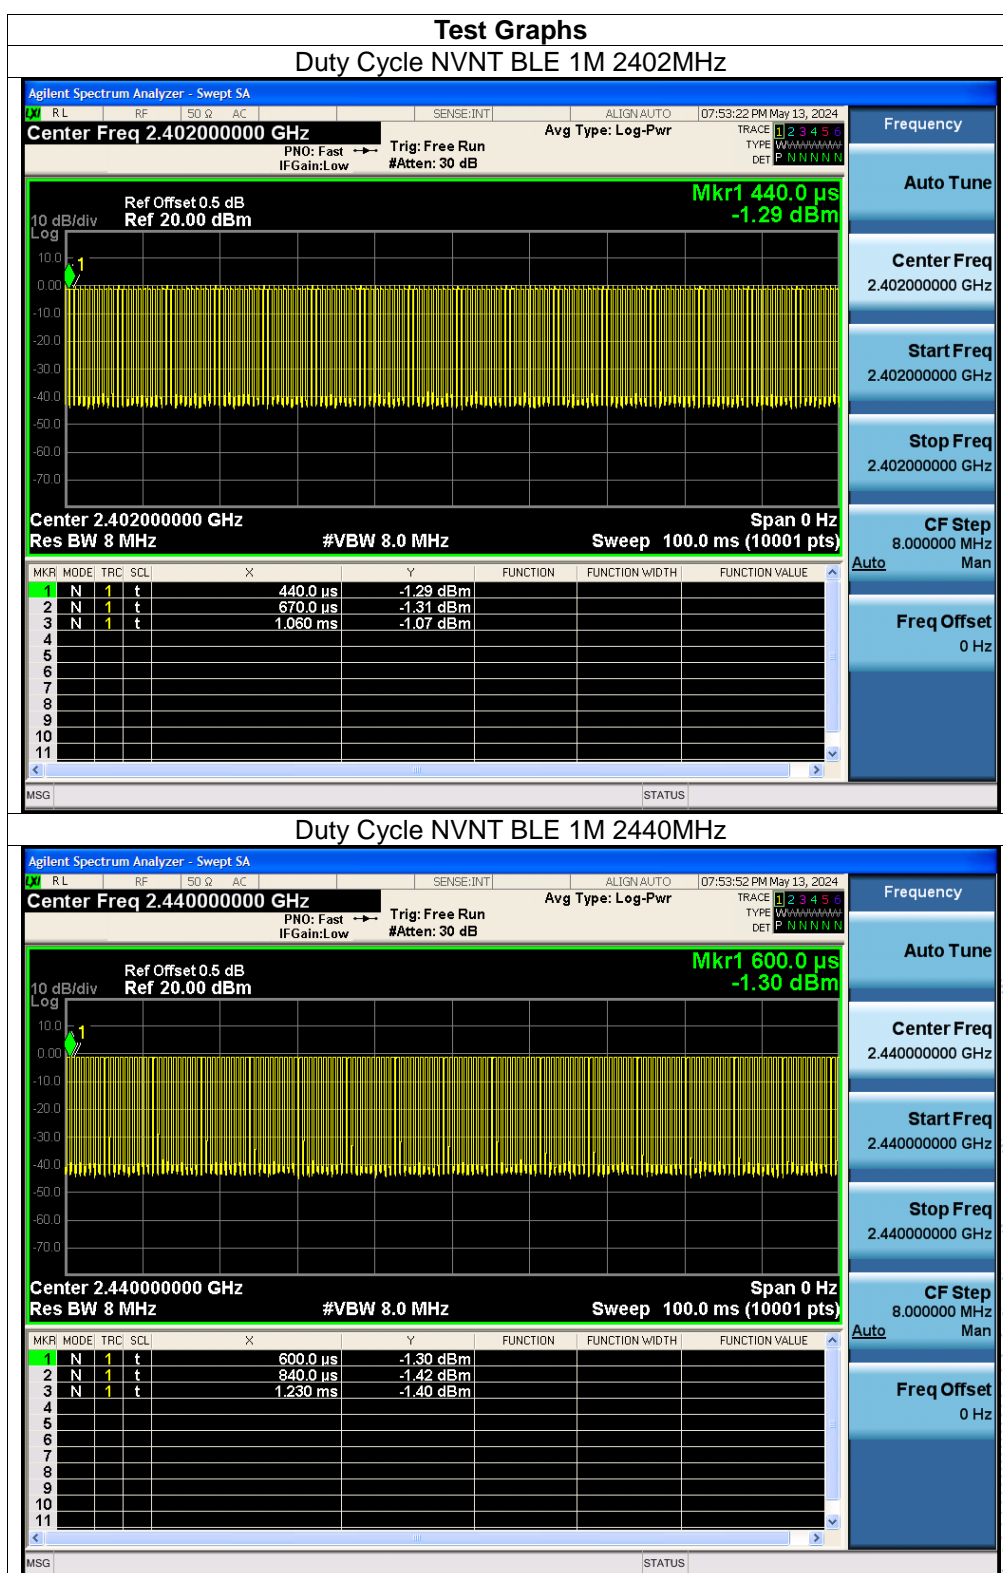 Test Graphs
Duty Cycle NVNT BLE 1M 2402MHz
Agilent Spectrum Analyzer - Swept SA
LXI RL RF 50 Ω AC SENSE:INT ALIGNAUTO 07:53:22 PM May 13, 2024
Center Freq 2.402000000 GHz Avg Type: Log-Pwr TRACE 1 2 3 4 5 6
PNO: Fast Trig: Free Run TYPE WWWWWW
IFGain:Low #Atten: 30 dB DET P N N N N N
Frequency
Mkr1 440.0 µs
Ref Offset 0.5 dB
10 dB/div Ref 20.00 dBm -1.29 dBm
Log
10.0
1
0.00
-10.0
-20.0
-30.0
-40.0
-50.0
-60.0
-70.0
Center 2.402000000 GHz Span 0 Hz
Res BW 8 MHz #VBW 8.0 MHz Sweep 100.0 ms (10001 pts)
MKR MODE TRC SCL X Y FUNCTION FUNCTION WIDTH FUNCTION VALUE
1 N 1 t 440.0 µs -1.29 dBm
2 N 1 t 670.0 µs -1.31 dBm
3 N 1 t 1.060 ms -1.07 dBm
4
5
6
7
8
9
10
11
MSG STATUS
Auto Tune
Center Freq
2.402000000 GHz
Start Freq
2.402000000 GHz
Stop Freq
2.402000000 GHz
CF Step
8.000000 MHz
Auto Man
Freq Offset
0 Hz
Duty Cycle NVNT BLE 1M 2440MHz
Agilent Spectrum Analyzer - Swept SA
LXI RL RF 50 Ω AC SENSE:INT ALIGNAUTO 07:53:52 PM May 13, 2024
Center Freq 2.440000000 GHz Avg Type: Log-Pwr TRACE 1 2 3 4 5 6
PNO: Fast Trig: Free Run TYPE WWWWWW
IFGain:Low #Atten: 30 dB DET P N N N N N
Frequency
Mkr1 600.0 µs
Ref Offset 0.5 dB
10 dB/div Ref 20.00 dBm -1.30 dBm
Log
10.0
1
0.00
-10.0
-20.0
-30.0
-40.0
-50.0
-60.0
-70.0
Center 2.440000000 GHz Span 0 Hz
Res BW 8 MHz #VBW 8.0 MHz Sweep 100.0 ms (10001 pts)
MKR MODE TRC SCL X Y FUNCTION FUNCTION WIDTH FUNCTION VALUE
1 N 1 t 600.0 µs -1.30 dBm
2 N 1 t 840.0 µs -1.42 dBm
3 N 1 t 1.230 ms -1.40 dBm
4
5
6
7
8
9
10
11
MSG STATUS
Auto Tune
Center Freq
2.440000000 GHz
Start Freq
2.440000000 GHz
Stop Freq
2.440000000 GHz
CF Step
8.000000 MHz
Auto Man
Freq Offset
0 Hz